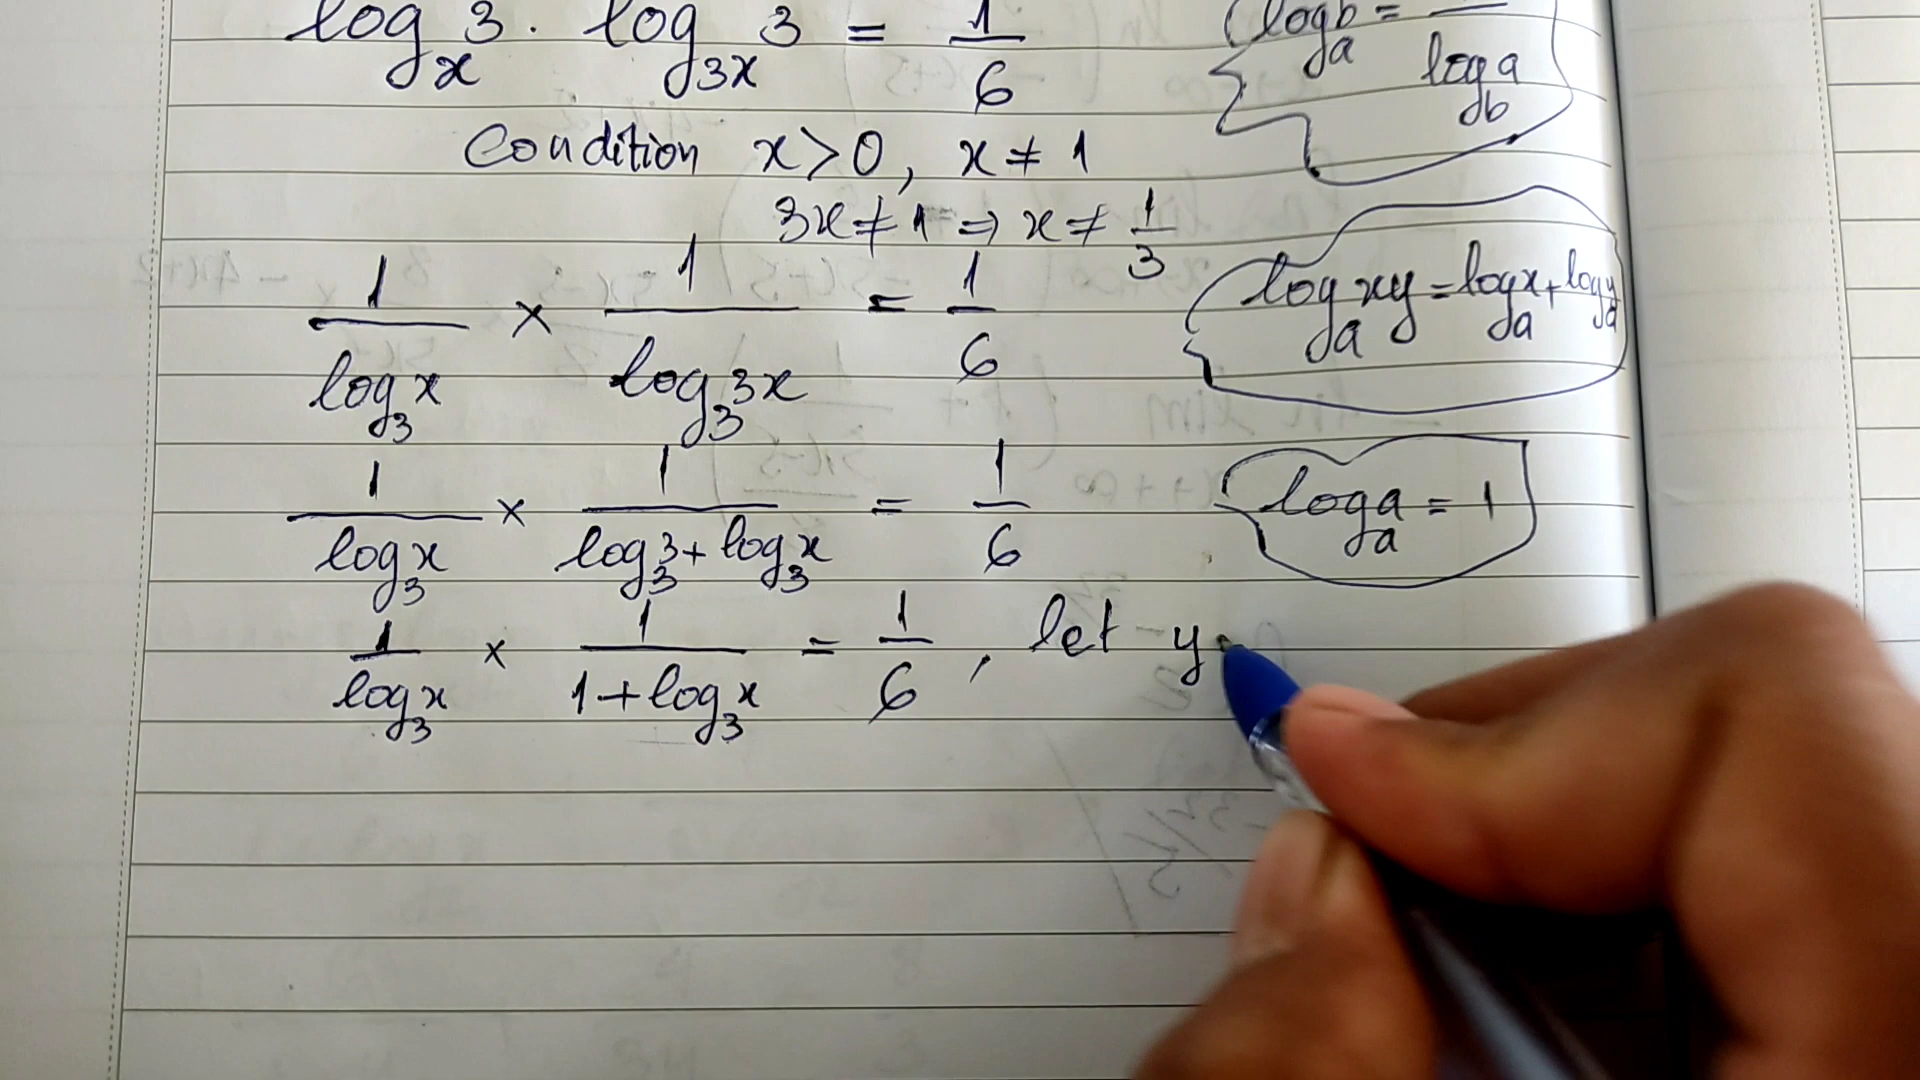 log_x 3 . log_{3x} 3 = 1/6
Condition x>0, x≠1
3x≠1 ⇒ x≠ 1/3
1/log_3 x × 1/log_3 3x = 1/6
1/log_3 x × 1/(log_3 3 + log_3 x) = 1/6
1/log_3 x × 1/(1+log_3 x) = 1/6 , let y
log_a b = /log_b a
log_a xy = log_a x + log_a y
log_a a = 1